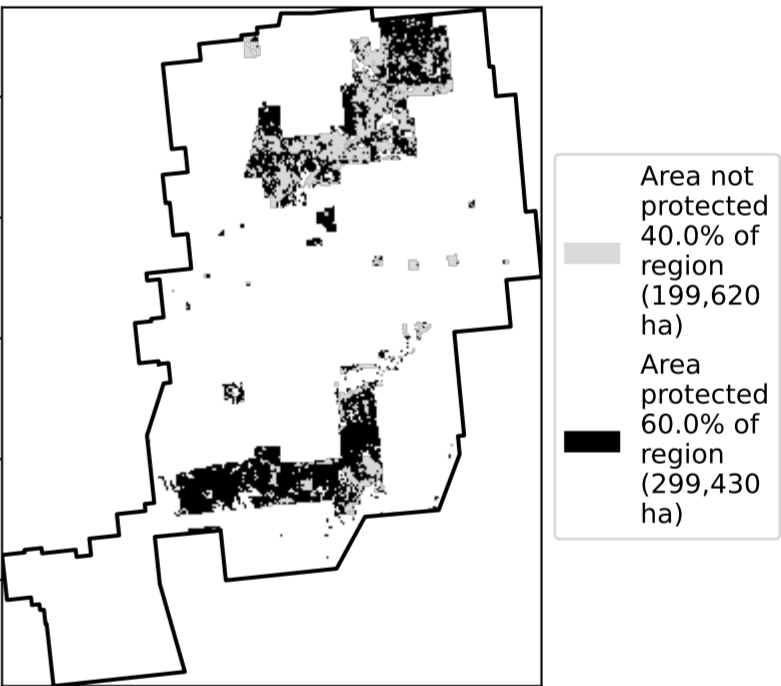 Area not
protected
40.0% of
region
(199,620
ha)
Area
protected
60.0% of
region
(299,430
ha)